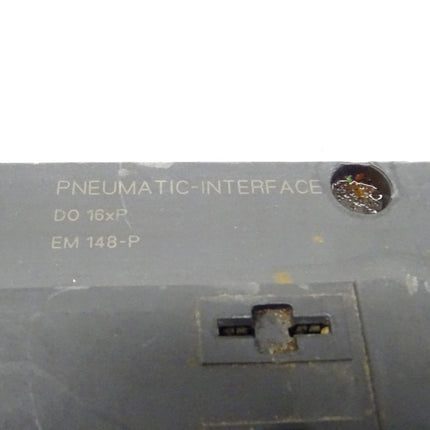 PNEUMATIC-INTERFACE
DO 16xP
EM 148-P